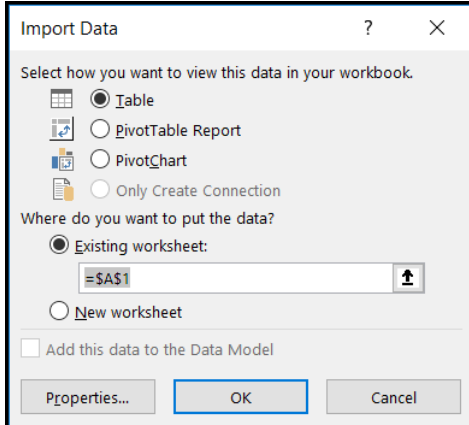 Import Data ?
Select how you want to view this data in your workbook.
Table
PivotTable Report
PivotChart
Only Create Connection
Where do you want to put the data?
Existing worksheet:
=$A$1
New worksheet
Add this data to the Data Model
Properties... OK Cancel